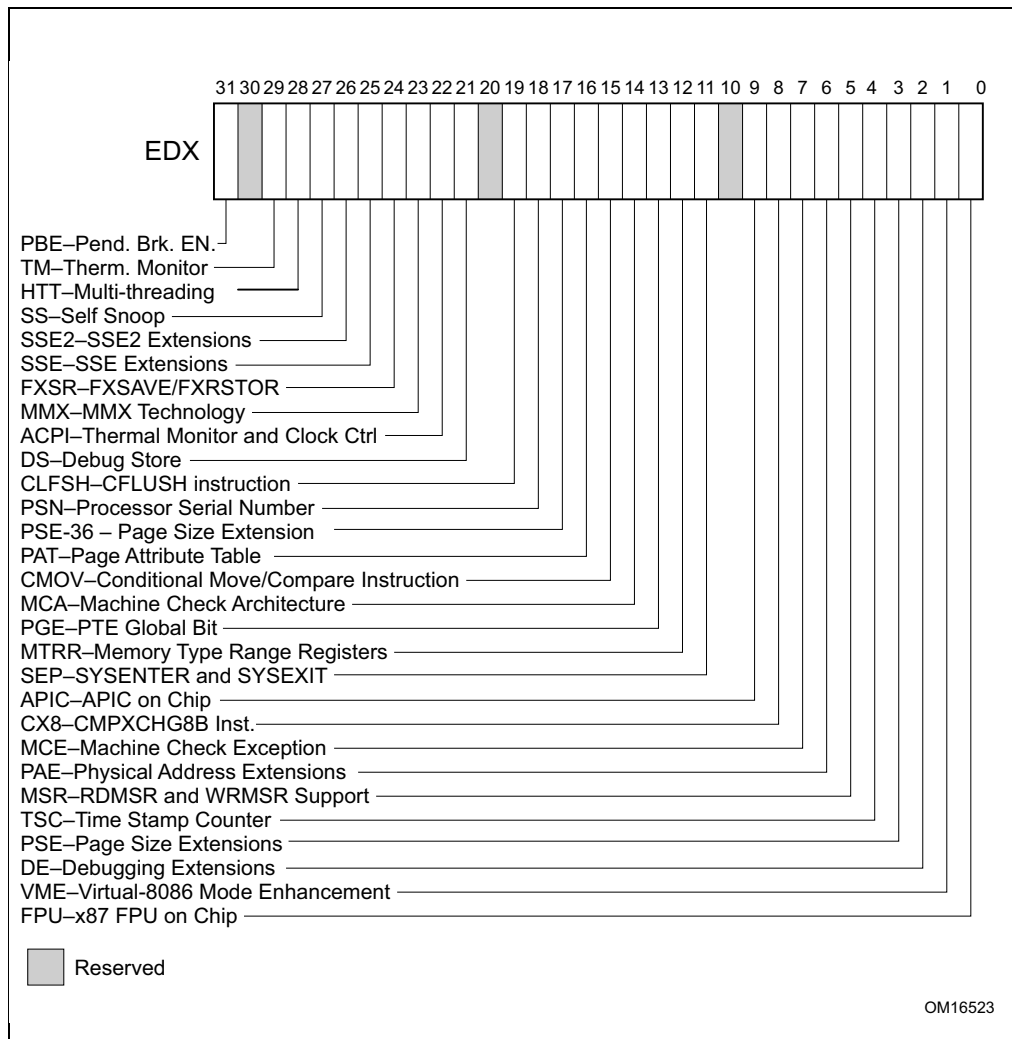 31 30 29 28 27 26 25 24 23 22 21 20 19 18 17 16 15 14 13 12 11 10 9 8 7 6 5 4 3 2 1 0
EDX
PBE–Pend. Brk. EN.
TM–Therm. Monitor
HTT–Multi-threading
SS–Self Snoop
SSE2–SSE2 Extensions
SSE–SSE Extensions
FXSR–FXSAVE/FXRSTOR
MMX–MMX Technology
ACPI–Thermal Monitor and Clock Ctrl
DS–Debug Store
CLFSH–CFLUSH instruction
PSN–Processor Serial Number
PSE-36 – Page Size Extension
PAT–Page Attribute Table
CMOV–Conditional Move/Compare Instruction
MCA–Machine Check Architecture
PGE–PTE Global Bit
MTRR–Memory Type Range Registers
SEP–SYSENTER and SYSEXIT
APIC–APIC on Chip
CX8–CMPXCHG8B Inst.
MCE–Machine Check Exception
PAE–Physical Address Extensions
MSR–RDMSR and WRMSR Support
TSC–Time Stamp Counter
PSE–Page Size Extensions
DE–Debugging Extensions
VME–Virtual-8086 Mode Enhancement
FPU–x87 FPU on Chip
Reserved
OM16523